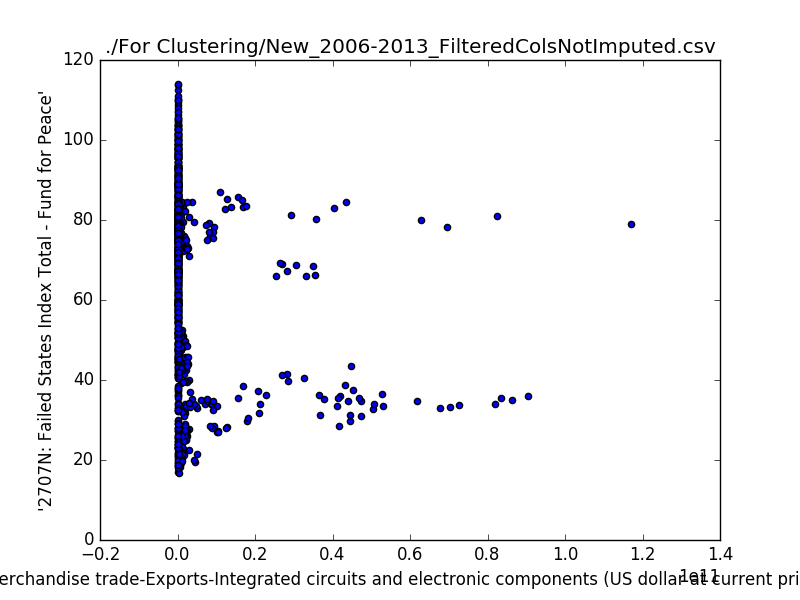 ./For Clustering/New_2006-2013_FilteredColsNotImputed.csv
120
100
80
60
40
20
0
'2707N: Failed States Index Total - Fund for Peace'
−0.2 0.0 0.2 0.4 0.6 0.8 1.0 1.2 1.4
1e11
erchandise trade-Exports-Integrated circuits and electronic components (US dollar at current pri